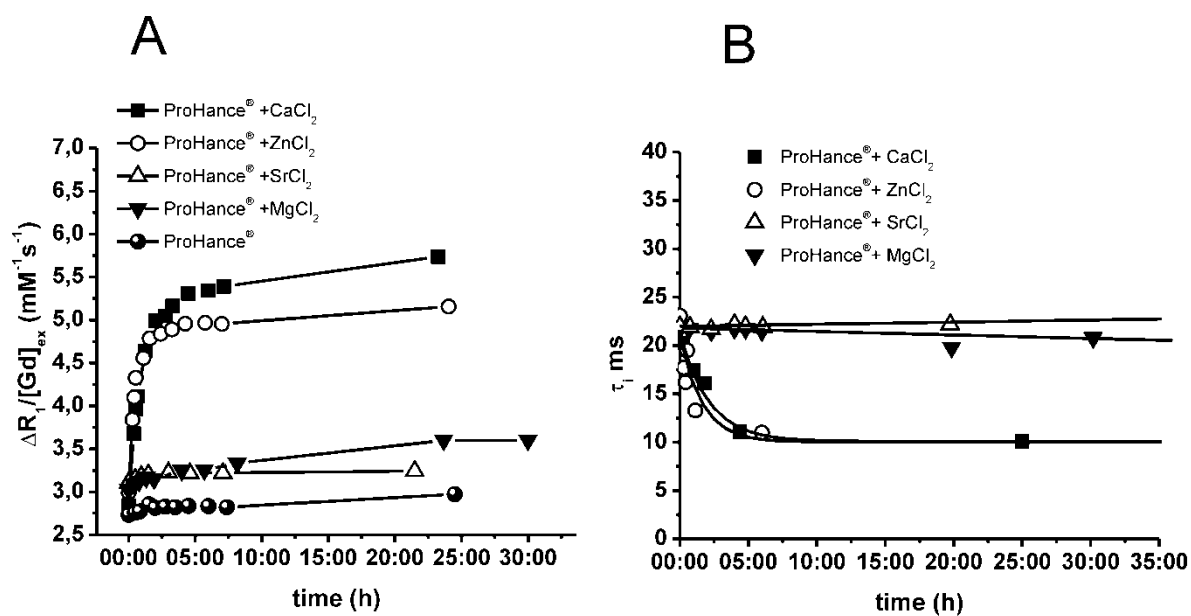 A
ProHance® +CaCl₂
ProHance® +ZnCl₂
ProHance® +SrCl₂
ProHance® +MgCl₂
ProHance®
7,0
6,5
6,0
5,5
5,0
4,5
4,0
3,5
3,0
2,5
ΔR₁/[Gd]ₑₓ (mM⁻¹s⁻¹)
00:00 05:00 10:00 15:00 20:00 25:00 30:00
time (h)
B
ProHance® + CaCl₂
ProHance® + ZnCl₂
ProHance® + SrCl₂
ProHance® + MgCl₂
40
35
30
25
20
15
10
5
0
τᵢ ms
00:00 05:00 10:00 15:00 20:00 25:00 30:00 35:00
time (h)